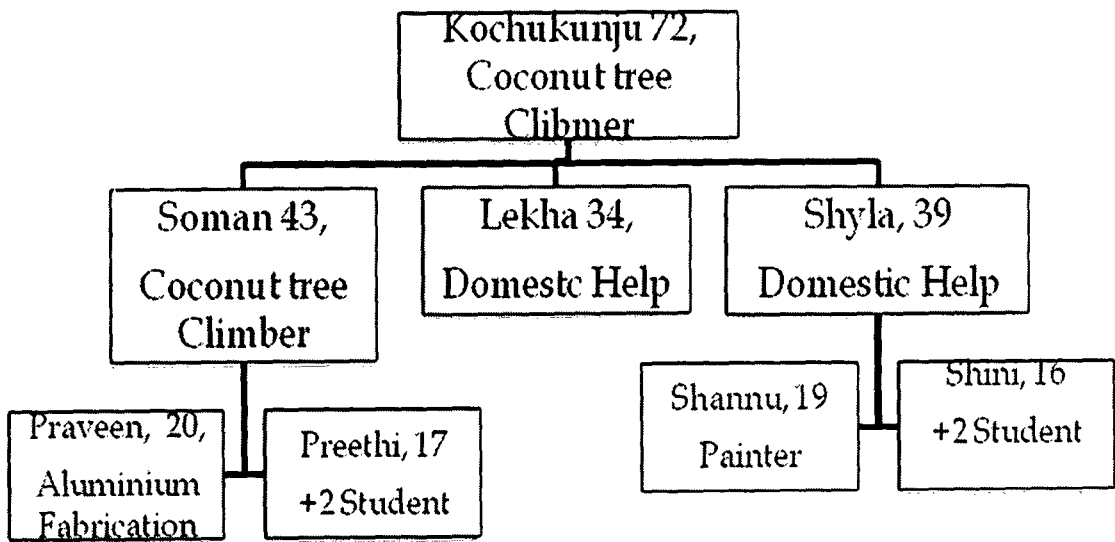 Kochukunju 72,
Coconut tree
Clibmer
Soman 43,
Coconut tree
Climber
Lekha 34,
Domestc Help
Shyla, 39
Domestic Help
Praveen, 20,
Aluminium
Fabrication
Preethi, 17
+2 Student
Shannu, 19
Painter
Shini, 16
+2 Student